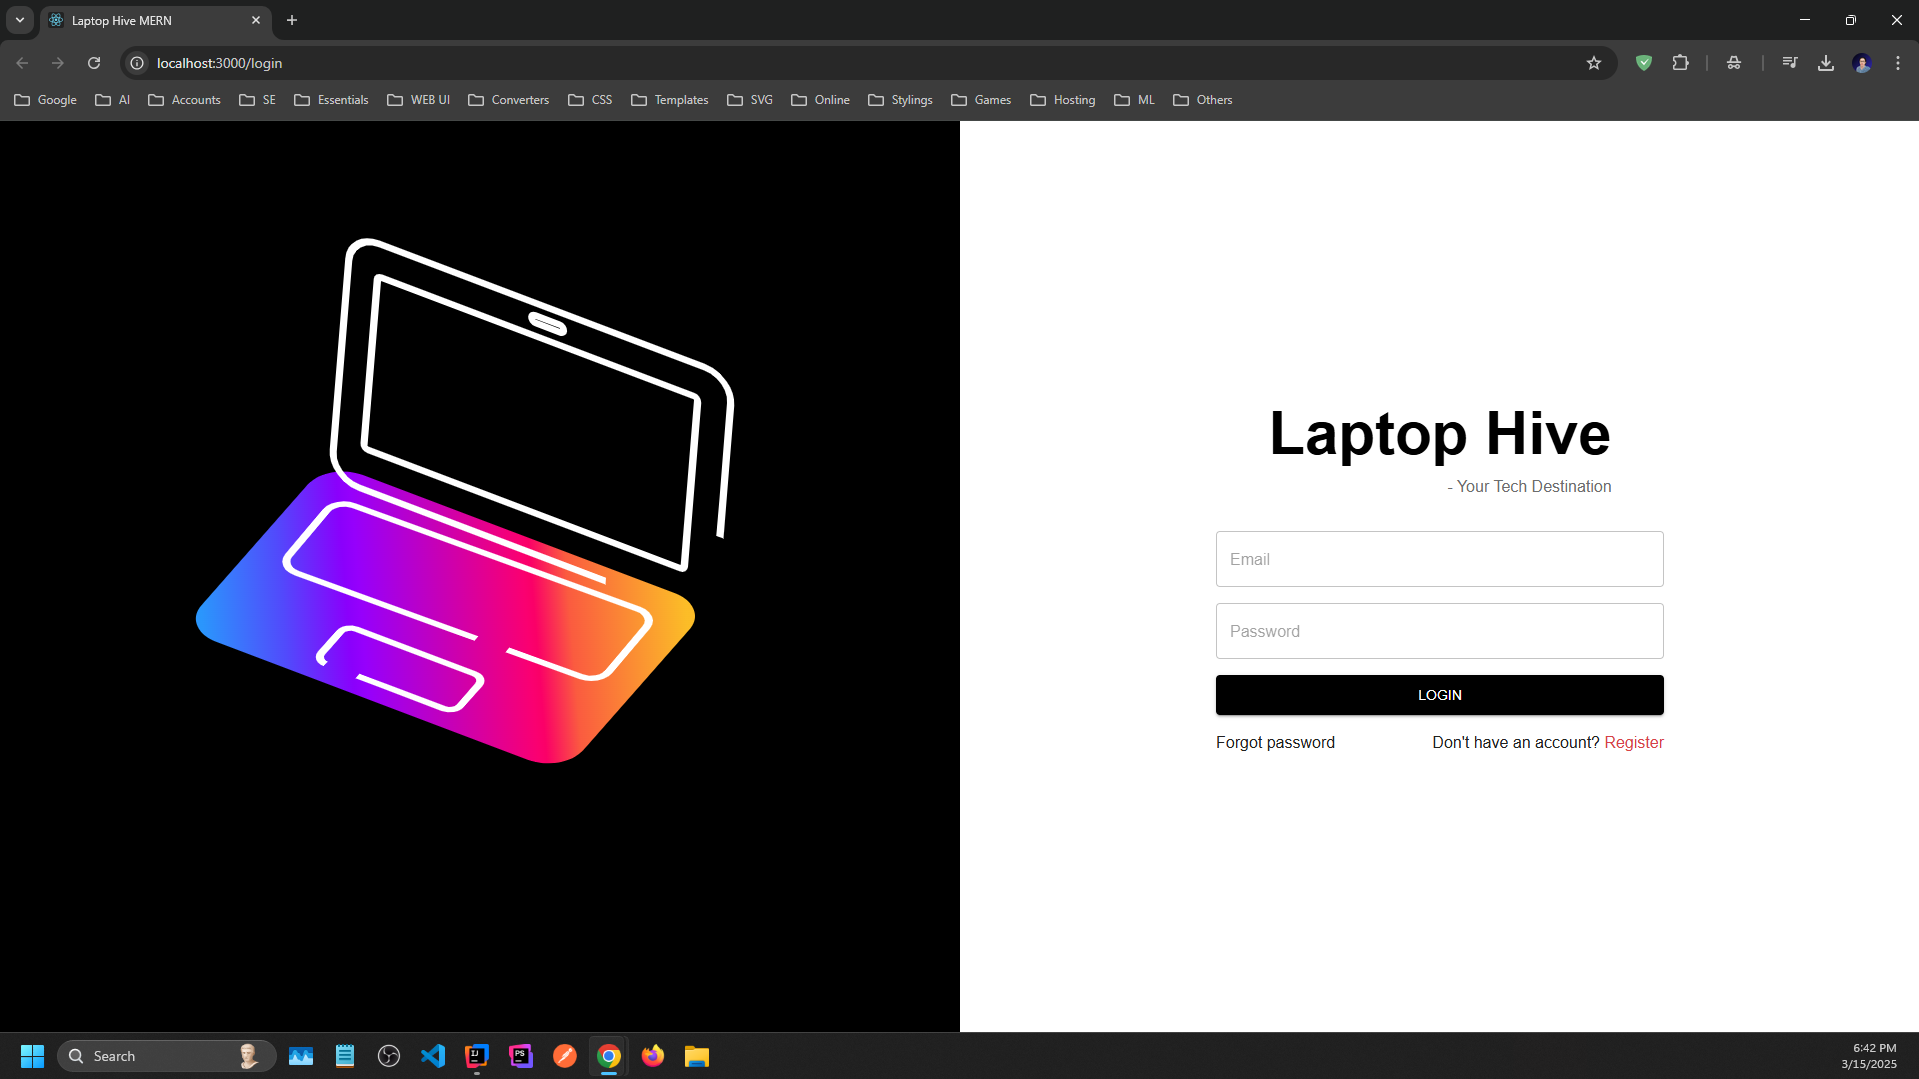 Laptop Hive MERN
localhost:3000/login
Google AI Accounts SE Essentials WEB UI Converters CSS Templates SVG Online Stylings Games Hosting ML Others
Laptop Hive
- Your Tech Destination
Email
Password
LOGIN
Forgot password Don't have an account? Register
Search
IJ
PS
6:42 PM
3/15/2025